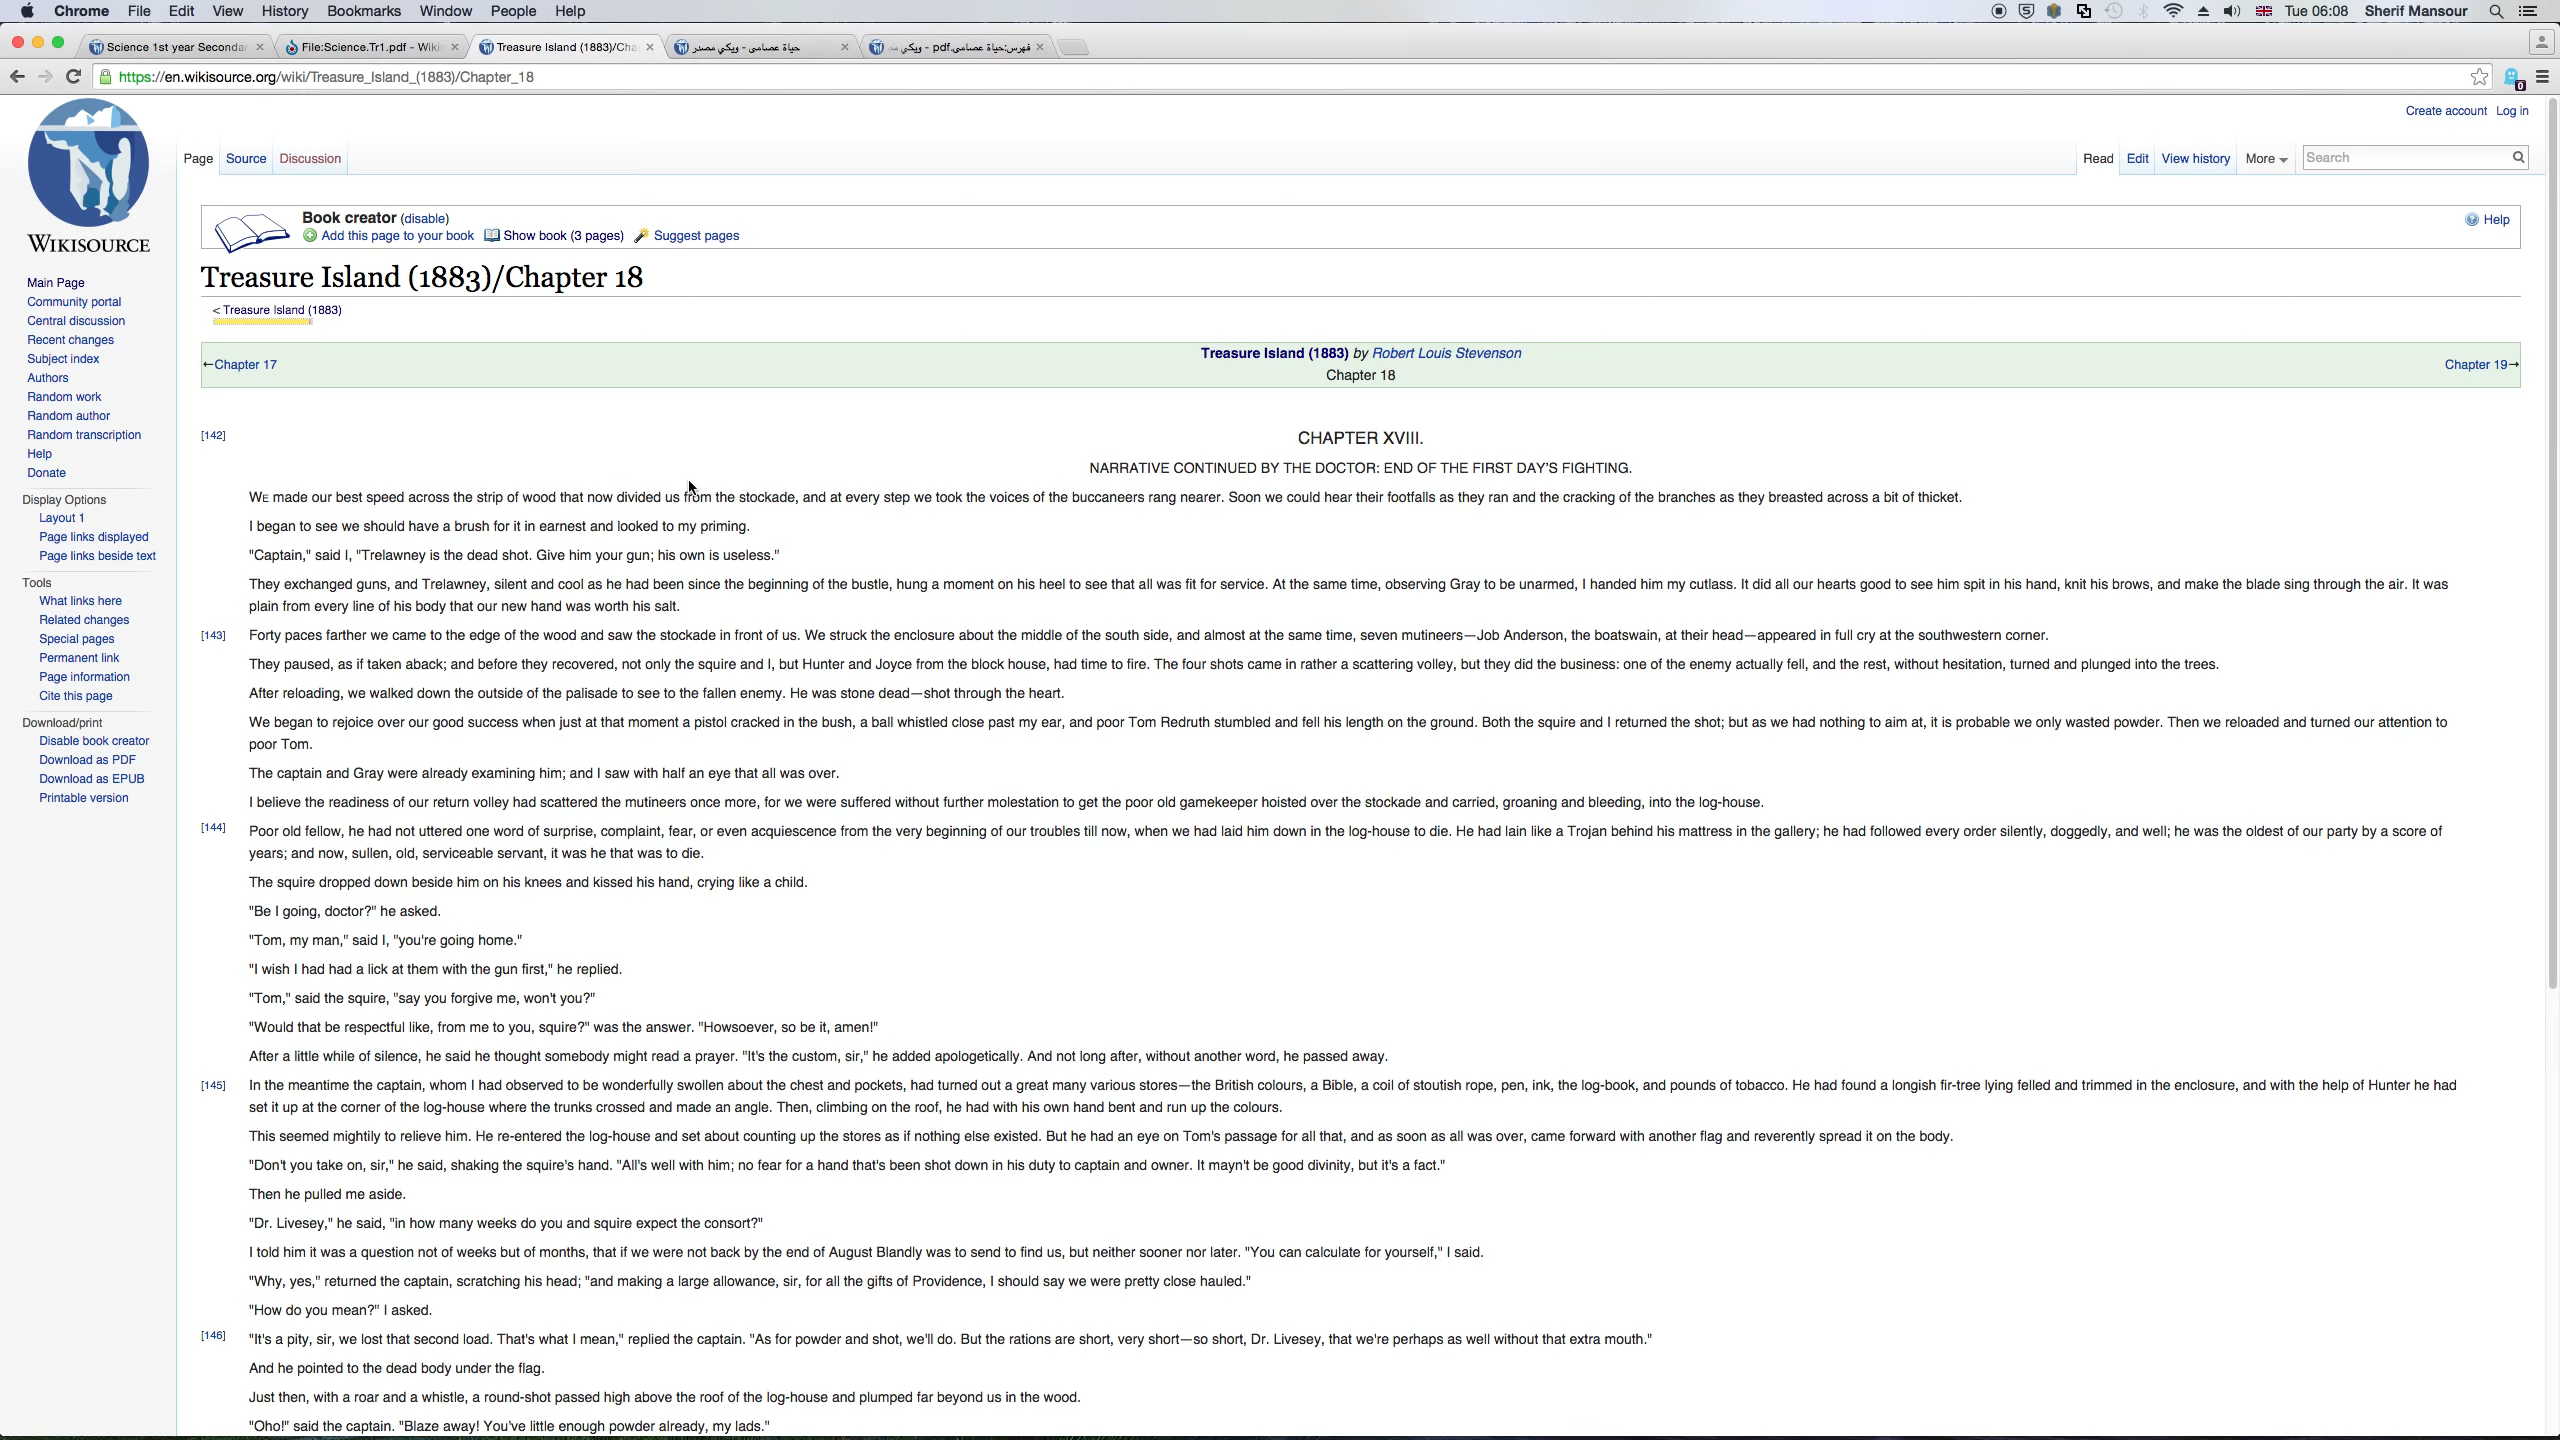 Chrome File Edit View History Bookmarks Window People Help Tue 06:08 Sherif Mansour
Science 1st year Secondar File:Science.Tr1.pdf - Wiki Treasure Island (1883)/Cha حياة عصامي - ويكي مصدر فهرس:حياة عصامي.pdf - ويكي مص
https://en.wikisource.org/wiki/Treasure_Island_(1883)/Chapter_18
Create account Log in
Page Source Discussion Read Edit View history More Search
WIKISOURCE
Main Page
Community portal
Central discussion
Recent changes
Subject index
Authors
Random work
Random author
Random transcription
Help
Donate
Display Options
Layout 1
Page links displayed
Page links beside text
Tools
What links here
Related changes
Special pages
Permanent link
Page information
Cite this page
Download/print
Disable book creator
Download as PDF
Download as EPUB
Printable version
Book creator (disable) Help
Add this page to your book Show book (3 pages) Suggest pages
Treasure Island (1883)/Chapter 18
< Treasure Island (1883)
Treasure Island (1883) by Robert Louis Stevenson
←Chapter 17 Chapter 19→
Chapter 18
[142] CHAPTER XVIII.
NARRATIVE CONTINUED BY THE DOCTOR: END OF THE FIRST DAY'S FIGHTING.
WE made our best speed across the strip of wood that now divided us from the stockade, and at every step we took the voices of the buccaneers rang nearer. Soon we could hear their footfalls as they ran and the cracking of the branches as they breasted across a bit of thicket.
I began to see we should have a brush for it in earnest and looked to my priming.
"Captain," said I, "Trelawney is the dead shot. Give him your gun; his own is useless."
They exchanged guns, and Trelawney, silent and cool as he had been since the beginning of the bustle, hung a moment on his heel to see that all was fit for service. At the same time, observing Gray to be unarmed, I handed him my cutlass. It did all our hearts good to see him spit in his hand, knit his brows, and make the blade sing through the air. It was
plain from every line of his body that our new hand was worth his salt.
[143] Forty paces farther we came to the edge of the wood and saw the stockade in front of us. We struck the enclosure about the middle of the south side, and almost at the same time, seven mutineers—Job Anderson, the boatswain, at their head—appeared in full cry at the southwestern corner.
They paused, as if taken aback; and before they recovered, not only the squire and I, but Hunter and Joyce from the block house, had time to fire. The four shots came in rather a scattering volley, but they did the business: one of the enemy actually fell, and the rest, without hesitation, turned and plunged into the trees.
After reloading, we walked down the outside of the palisade to see to the fallen enemy. He was stone dead—shot through the heart.
We began to rejoice over our good success when just at that moment a pistol cracked in the bush, a ball whistled close past my ear, and poor Tom Redruth stumbled and fell his length on the ground. Both the squire and I returned the shot; but as we had nothing to aim at, it is probable we only wasted powder. Then we reloaded and turned our attention to
poor Tom.
The captain and Gray were already examining him; and I saw with half an eye that all was over.
I believe the readiness of our return volley had scattered the mutineers once more, for we were suffered without further molestation to get the poor old gamekeeper hoisted over the stockade and carried, groaning and bleeding, into the log-house.
[144] Poor old fellow, he had not uttered one word of surprise, complaint, fear, or even acquiescence from the very beginning of our troubles till now, when we had laid him down in the log-house to die. He had lain like a Trojan behind his mattress in the gallery; he had followed every order silently, doggedly, and well; he was the oldest of our party by a score of
years; and now, sullen, old, serviceable servant, it was he that was to die.
The squire dropped down beside him on his knees and kissed his hand, crying like a child.
"Be I going, doctor?" he asked.
"Tom, my man," said I, "you're going home."
"I wish I had had a lick at them with the gun first," he replied.
"Tom," said the squire, "say you forgive me, won't you?"
"Would that be respectful like, from me to you, squire?" was the answer. "Howsoever, so be it, amen!"
After a little while of silence, he said he thought somebody might read a prayer. "It's the custom, sir," he added apologetically. And not long after, without another word, he passed away.
[145] In the meantime the captain, whom I had observed to be wonderfully swollen about the chest and pockets, had turned out a great many various stores—the British colours, a Bible, a coil of stoutish rope, pen, ink, the log-book, and pounds of tobacco. He had found a longish fir-tree lying felled and trimmed in the enclosure, and with the help of Hunter he had
set it up at the corner of the log-house where the trunks crossed and made an angle. Then, climbing on the roof, he had with his own hand bent and run up the colours.
This seemed mightily to relieve him. He re-entered the log-house and set about counting up the stores as if nothing else existed. But he had an eye on Tom's passage for all that, and as soon as all was over, came forward with another flag and reverently spread it on the body.
"Don't you take on, sir," he said, shaking the squire's hand. "All's well with him; no fear for a hand that's been shot down in his duty to captain and owner. It mayn't be good divinity, but it's a fact."
Then he pulled me aside.
"Dr. Livesey," he said, "in how many weeks do you and squire expect the consort?"
I told him it was a question not of weeks but of months, that if we were not back by the end of August Blandly was to send to find us, but neither sooner nor later. "You can calculate for yourself," I said.
"Why, yes," returned the captain, scratching his head; "and making a large allowance, sir, for all the gifts of Providence, I should say we were pretty close hauled."
"How do you mean?" I asked.
[146] "It's a pity, sir, we lost that second load. That's what I mean," replied the captain. "As for powder and shot, we'll do. But the rations are short, very short—so short, Dr. Livesey, that we're perhaps as well without that extra mouth."
And he pointed to the dead body under the flag.
Just then, with a roar and a whistle, a round-shot passed high above the roof of the log-house and plumped far beyond us in the wood.
"Oho!" said the captain. "Blaze away! You've little enough powder already, my lads."